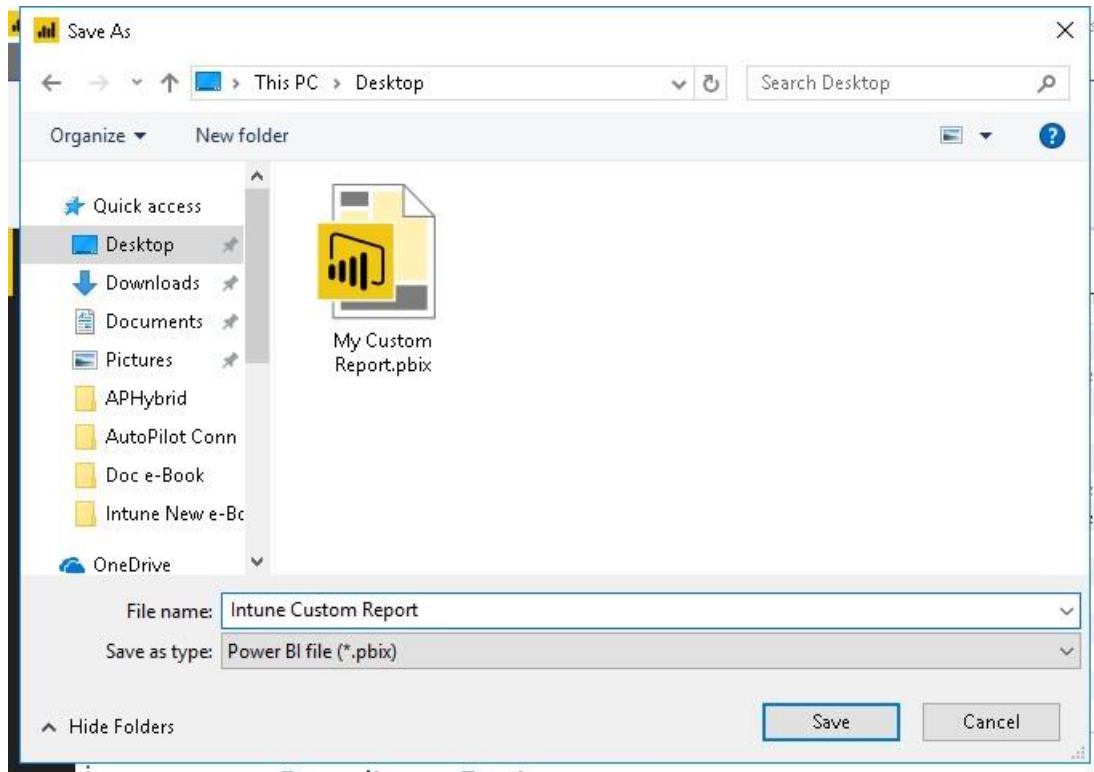 Save As
This PC > Desktop
Search Desktop
Organize
New folder
Quick access
Desktop
Downloads
Documents
Pictures
APHybrid
AutoPilot Conn
Doc e-Book
Intune New e-Bo
OneDrive
My Custom
Report.pbix
File name: Intune Custom Report
Save as type: Power BI file (*.pbix)
Hide Folders
Save
Cancel